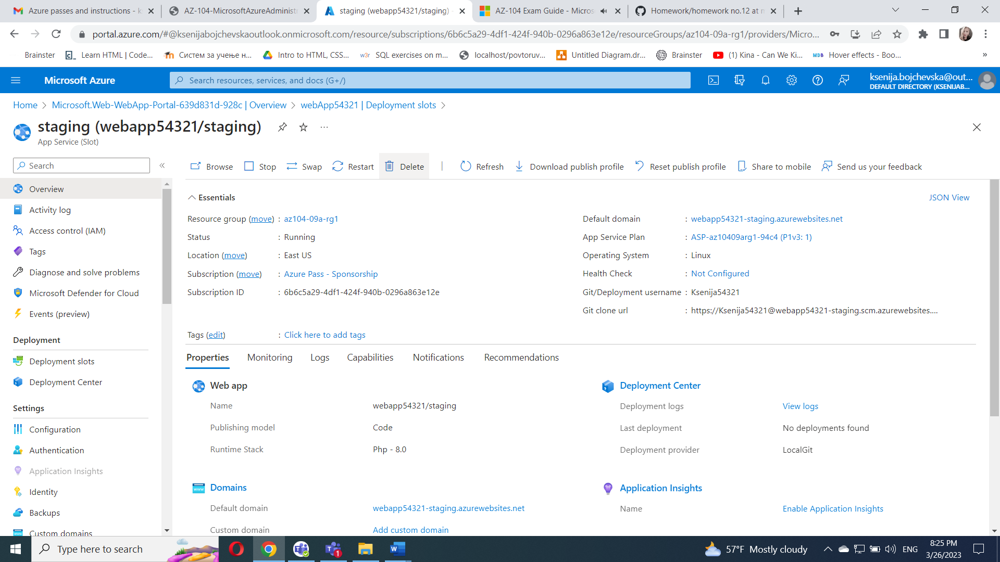 Azure passes and instructions - k
AZ-104-MicrosoftAzureAdministr
staging (webapp54321/staging) -
AZ-104 Exam Guide - Micros
Homework/homework no.12 at m
portal.azure.com/#@ksenijabojchevskaoutlook.onmicrosoft.com/resource/subscriptions/6b6c5a29-4df1-424f-940b-0296a863e12e/resourceGroups/az104-09a-rg1/providers/Micro...
Brainster
Learn HTML | Code...
Систем за учење н...
Intro to HTML, CSS...
w3r SQL exercises on m...
localhost/povtoruv...
Untitled Diagram.dr...
Brainster
(1) Kina - Can We Ki...
MDB Hover effects - Boo...
»
Microsoft Azure
Search resources, services, and docs (G+/)
ksenija.bojchevska@out...
DEFAULT DIRECTORY (KSENIJAB...
Home > Microsoft.Web-WebApp-Portal-639d831d-928c | Overview > webApp54321 | Deployment slots >
staging (webapp54321/staging)
...
App Service (Slot)
Search
«
Browse
Stop
Swap
Restart
Delete
Refresh
Download publish profile
Reset publish profile
Share to mobile
Send us your feedback
Overview
Activity log
Access control (IAM)
Tags
Diagnose and solve problems
Microsoft Defender for Cloud
Events (preview)
Deployment
Deployment slots
Deployment Center
Settings
Configuration
Authentication
Application Insights
Identity
Backups
Custom domains
Essentials
JSON View
Resource group (move) : az104-09a-rg1
Status : Running
Location (move) : East US
Subscription (move) : Azure Pass - Sponsorship
Subscription ID : 6b6c5a29-4df1-424f-940b-0296a863e12e
Default domain : webapp54321-staging.azurewebsites.net
App Service Plan : ASP-az10409arg1-94c4 (P1v3: 1)
Operating System : Linux
Health Check : Not Configured
Git/Deployment username : Ksenija54321
Git clone url : https://Ksenija54321@webapp54321-staging.scm.azurewebsites....
Tags (edit) : Click here to add tags
Properties
Monitoring
Logs
Capabilities
Notifications
Recommendations
Web app
Name webapp54321/staging
Publishing model Code
Runtime Stack Php - 8.0
Deployment Center
Deployment logs View logs
Last deployment No deployments found
Deployment provider LocalGit
www Domains
Default domain webapp54321-staging.azurewebsites.net
Custom domain Add custom domain
Application Insights
Name Enable Application Insights
Type here to search
1
57°F Mostly cloudy
ENG
8:25 PM
3/26/2023